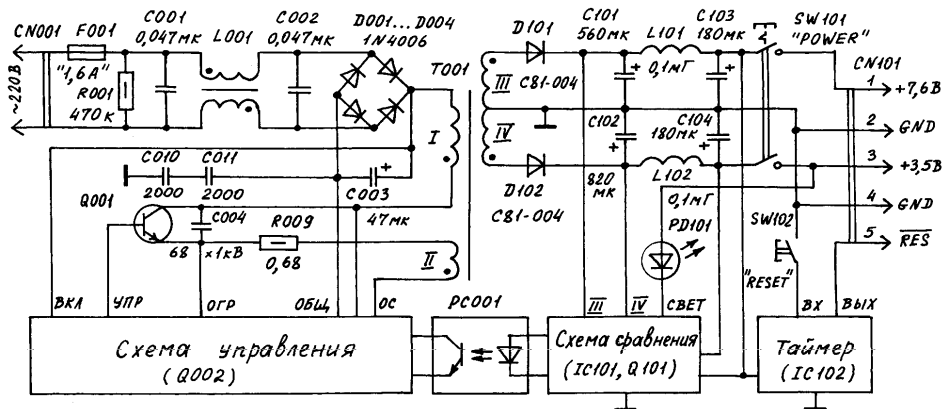 CN001
F001
"1,6А"
~220В
R001
470к
C001
0,047мк
L001
C002
0,047мк
D001...D004
1N4006
T001
I
II
III
IV
D101
C81-004
D102
C81-004
C101
560мк
L101
0,1мГ
C103
180мк
C102
820
мк
C104
180мк
L102
0,1мГ
SW101
"POWER"
CN101
1
+7,6В
2
GND
3
+3,5В
4
GND
5
RES
C010
2000
C011
2000
C003
47мк
Q001
C004
68
×1кВ
R009
0,68
PD101
SW102
"RESET"
ВКЛ
УПР
ОГР
ОБЩ
ОС
PC001
III
IV
СВЕТ
ВХ
ВЫХ
Схема управления
(Q002)
Схема сравнения
(IC101, Q101)
Таймер
(IC102)